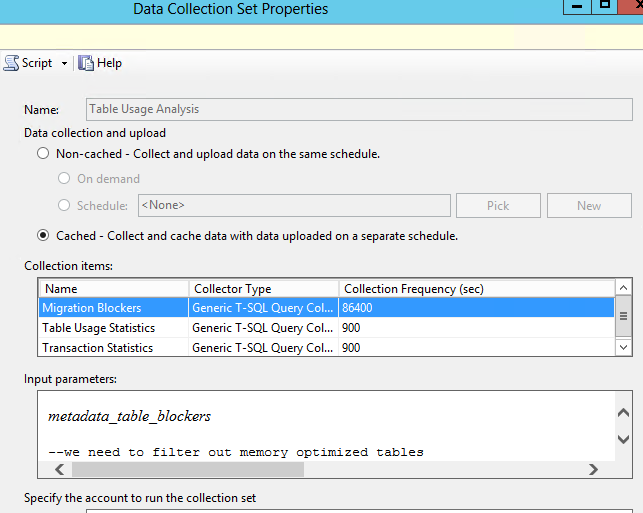 Data Collection Set Properties
Script Help
Name: Table Usage Analysis
Data collection and upload
Non-cached - Collect and upload data on the same schedule.
On demand
Schedule: <None> Pick New
Cached - Collect and cache data with data uploaded on a separate schedule.
Collection items:
Name Collector Type Collection Frequency (sec)
Migration Blockers Generic T-SQL Query Col... 86400
Table Usage Statistics Generic T-SQL Query Col... 900
Transaction Statistics Generic T-SQL Query Col... 900
Input parameters:
metadata_table_blockers
--we need to filter out memory optimized tables
Specify the account to run the collection set